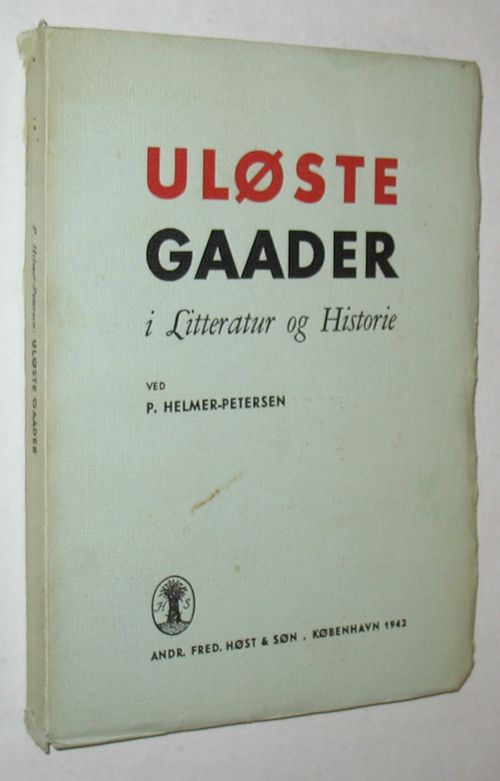 ULØSTE
GAADER
i Litteratur og Historie
VED
P. HELMER-PETERSEN
H S
ANDR. FRED. HØST & SØN . KØBENHAVN 1942
P. Helmer-Petersen: ULØSTE GAADER